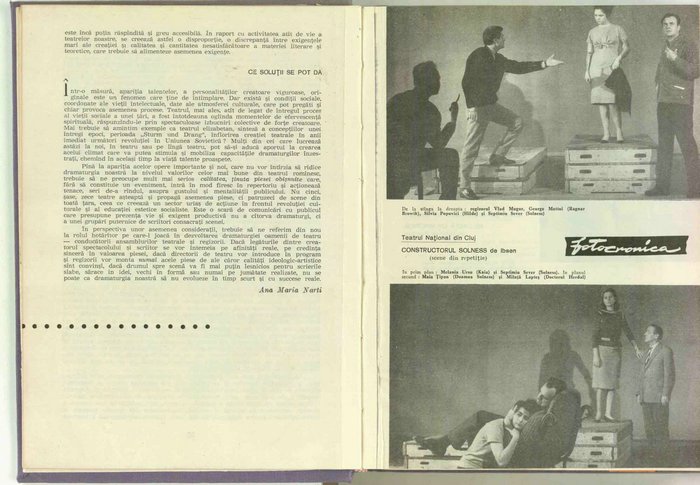 este încă puțin răspîndită și greu accesibilă. În raport cu activitatea atît de vie a
teatrelor noastre, se creează astfel o disproporție, o discrepanță între exigențele
mari ale creației și calitatea și cantitatea nesatisfăcătoare a materiei literare și
teoretice, care trebuie să alimenteze asemenea exigențe.
CE SOLUȚII SE POT DA
Într-o măsură, apariția talentelor, a personalităților creatoare viguroase, ori-
ginale este un fenomen care ține de întîmplare. Dar există și condiții sociale,
coordonate ale vieții intelectuale, date ale atmosferei culturale, care pot pregăti și
chiar provoca asemenea procese. Teatrul, mai ales, atît de legat de întregul proces
al vieții sociale a unei țări, a fost întotdeauna oglinda momentelor de efervescență
spirituală, răspunzîndu-le prin spectaculoase izbucniri colective de forțe creatoare.
Mai trebuie să amintim exemple ca teatrul elizabetan, sinteză a conceptiilor unei
întregi epoci, perioada „Sturm und Drang", înflorirea creației teatrale în anii
imediat următori revoluției în Uniunea Sovietică? Mulți din cei care lucrează
astăzi la noi, în teatru sau pe lîngă teatru, pot să-și aducă aportul la crearea
acelui climat care va putea stimula și mobiliza capacitățile dramaturgilor înzes-
trați, chemînd în același timp la viață talente proaspete.
Pînă la apariția acelor opere importante și noi, care nu vor întîrzia să ridice
dramaturgia noastră la nivelul valorilor celor mai bune din teatrul romînesc,
trebuie să ne preocupe mult mai serios calitatea, ținuta piesei obișnuite care,
fără să constituie un eveniment, intră în mod firesc în repertoriu și acționează
tenace, seri de-a rîndul, asupra gustului și mentalității publicului. Nu cinci,
șase, zece teatre așteaptă și propagă asemenea piese, ci patruzeci de scene din
toată țara, ceea ce creează un sector uriaș de acțiune în frontul revoluției cul-
turale și al educației estetice socialiste. Este o scară de comunicări cu publicul
care presupune prezența vie și exigent productivă nu a cîtorva dramaturgi, ci
a unei grupări puternice de scriitori consacrați scenei.
În perspectiva unor asemenea considerații, trebuie să ne referim din nou
la rolul hotărîtor pe care-l joacă în dezvoltarea dramaturgiei oamenii de teatru
— conducătorii ansamblurilor teatrale și regizorii. Dacă legăturile dintre crea-
torul spectacolului și scriitor se vor întemeia pe afinități reale, pe credința
sinceră în valoarea piesei, dacă directorii de teatru vor introduce în program
și regizorii vor monta numai acele piese de ale căror calități ideologic-artistice
sînt convinși, dacă drumul spre scenă va fi mai puțin lesnicios pentru scrierile
slabe, sărace în idei, vechi în formă sau numai pe jumătate realizate, nu se
poate ca dramaturgia noastră să nu evolueze în timp scurt și cu succese reale.
Ana Maria Narti
De la stînga la dreapta: regizorul Vlad Mugur, George Motoi (Ragnar
Brovik), Silvia Popovici (Hilda) și Septimiu Sever (Solness)
Teatrul Național din Cluj
CONSTRUCTORUL SOLNESS de Ibsen
(scene din repetiție)
fotocronica
În prim plan: Melania Ursu (Kaia) și Septimiu Sever (Solness). În planul
secund: Maia Țipan (Doamna Solness) și Miluță Lapteș (Doctorul Herdal)